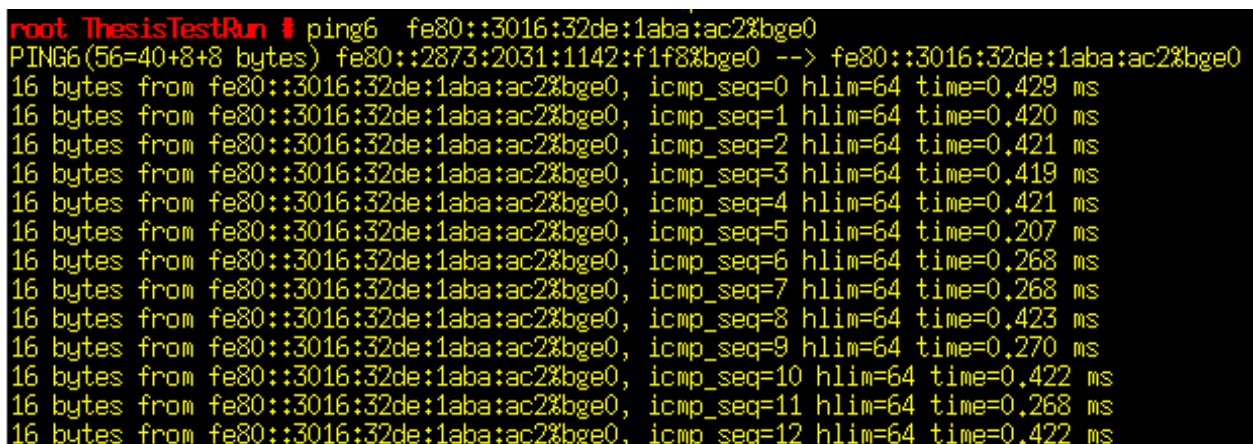 root ThesisTestRun # ping6 fe80::3016:32de:1aba:ac2%bge0
PING6(56=40+8+8 bytes) fe80::2873:2031:1142:f1f8%bge0 --> fe80::3016:32de:1aba:ac2%bge0
16 bytes from fe80::3016:32de:1aba:ac2%bge0, icmp_seq=0 hlim=64 time=0.429 ms
16 bytes from fe80::3016:32de:1aba:ac2%bge0, icmp_seq=1 hlim=64 time=0.420 ms
16 bytes from fe80::3016:32de:1aba:ac2%bge0, icmp_seq=2 hlim=64 time=0.421 ms
16 bytes from fe80::3016:32de:1aba:ac2%bge0, icmp_seq=3 hlim=64 time=0.419 ms
16 bytes from fe80::3016:32de:1aba:ac2%bge0, icmp_seq=4 hlim=64 time=0.421 ms
16 bytes from fe80::3016:32de:1aba:ac2%bge0, icmp_seq=5 hlim=64 time=0.207 ms
16 bytes from fe80::3016:32de:1aba:ac2%bge0, icmp_seq=6 hlim=64 time=0.268 ms
16 bytes from fe80::3016:32de:1aba:ac2%bge0, icmp_seq=7 hlim=64 time=0.268 ms
16 bytes from fe80::3016:32de:1aba:ac2%bge0, icmp_seq=8 hlim=64 time=0.423 ms
16 bytes from fe80::3016:32de:1aba:ac2%bge0, icmp_seq=9 hlim=64 time=0.270 ms
16 bytes from fe80::3016:32de:1aba:ac2%bge0, icmp_seq=10 hlim=64 time=0.422 ms
16 bytes from fe80::3016:32de:1aba:ac2%bge0, icmp_seq=11 hlim=64 time=0.268 ms
16 bytes from fe80::3016:32de:1aba:ac2%bge0, icmp_seq=12 hlim=64 time=0.422 ms